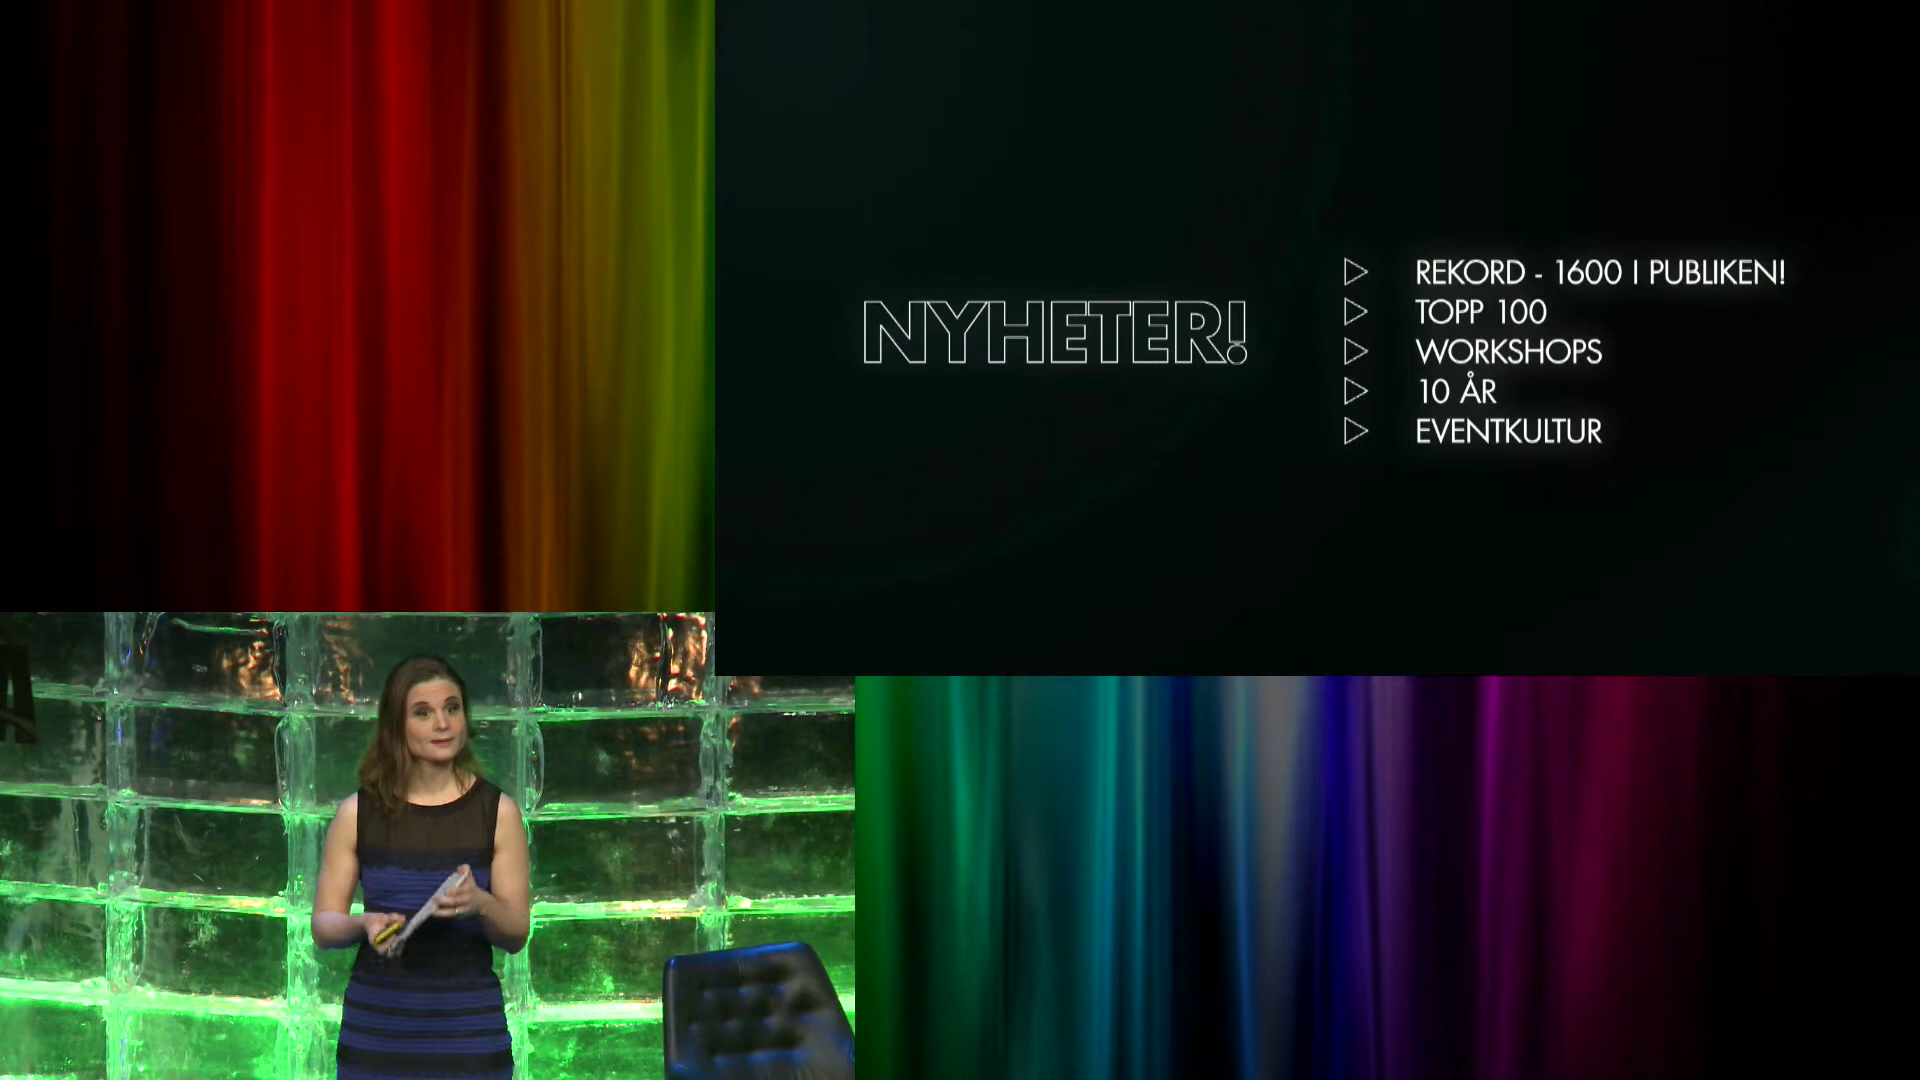 NYHETER!
REKORD - 1600 I PUBLIKEN!
TOPP 100
WORKSHOPS
10 ÅR
EVENTKULTUR